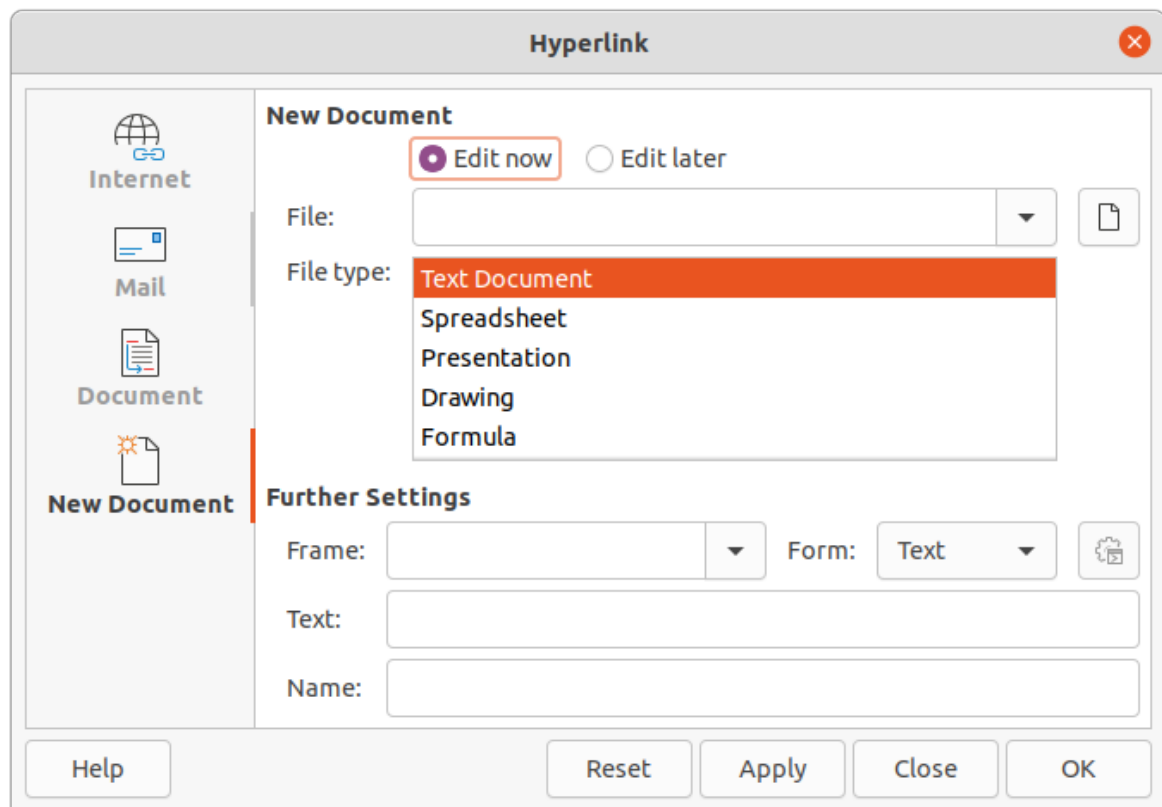 Hyperlink
Internet
Mail
Document
New Document
New Document
Edit now Edit later
File:
File type:
Text Document
Spreadsheet
Presentation
Drawing
Formula
Further Settings
Frame: Form: Text
Text:
Name:
Help Reset Apply Close OK